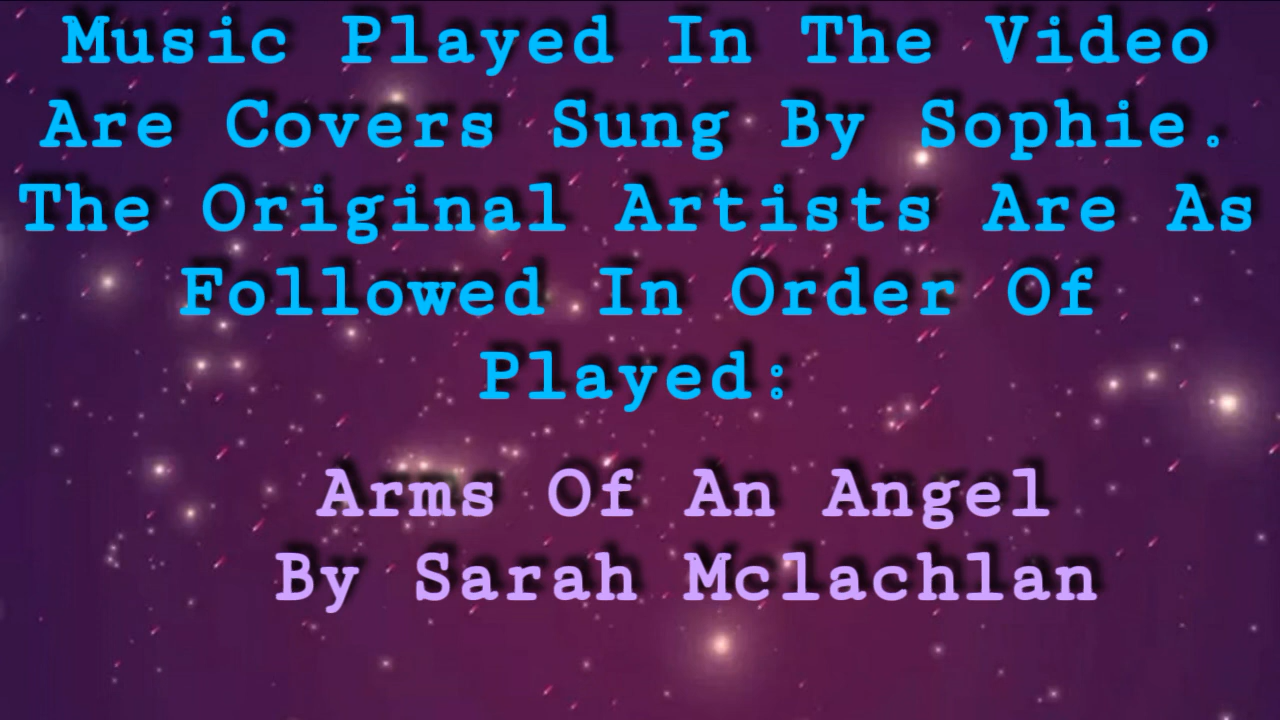 Music Played In The Video
Are Covers Sung By Sophie.
The Original Artists Are As
Followed In Order Of
Played:
Arms Of An Angel
By Sarah Mclachlan